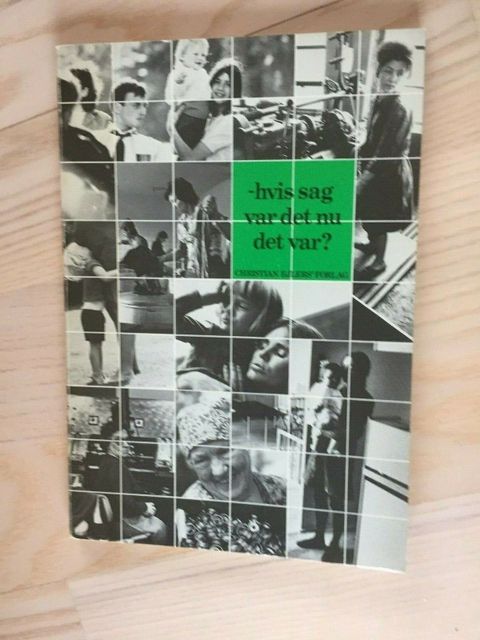 -hvis sag
var det nu
det var?
CHRISTIAN EJLERS' FORLAG